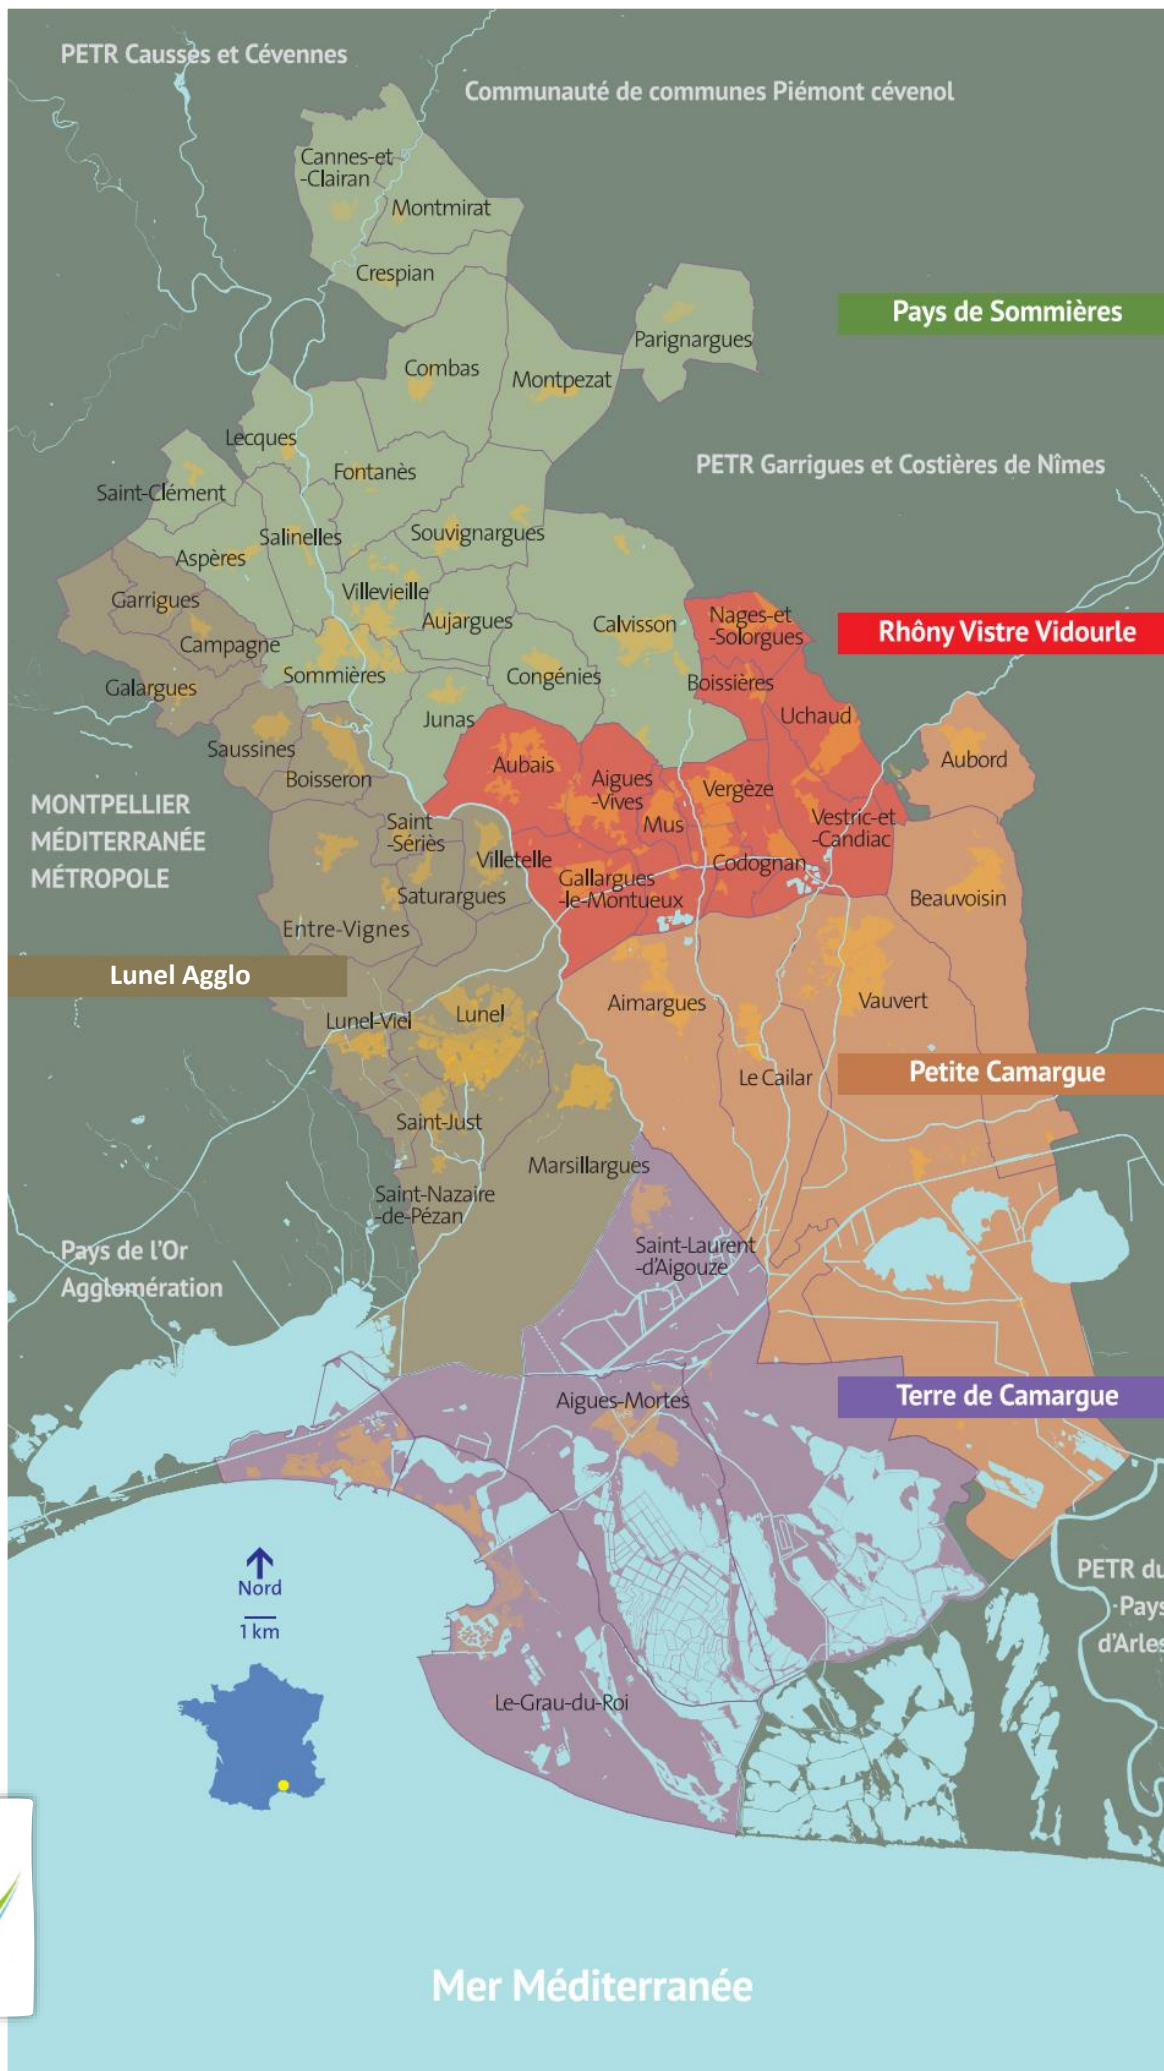 PETR Causses et Cévennes
Communauté de communes Piémont cévenol
Cannes-et
-Clairan
Montmirat
Crespian
Pays de Sommières
Parignargues
Combas
Montpezat
Lecques
PETR Garrigues et Costières de Nîmes
Fontanès
Saint-Clément
Salinelles
Souvignargues
Aspères
Villevieille
Garrigues
Aujargues
Calvisson
Nages-et
-Solorgues
Rhôny Vistre Vidourle
Campagne
Sommières
Congénies
Boissières
Galargues
Junas
Uchaud
Saussines
Boisseron
Aubais
Aigues
-Vives
Vergèze
Aubord
MONTPELLIER
MÉDITERRANÉE
MÉTROPOLE
Saint
-Sériès
Mus
Vestric-et
-Candiac
Villetelle
Codognan
Gallargues
-le-Montueux
Saturargues
Beauvoisin
Entre-Vignes
Lunel Agglo
Aimargues
Vauvert
Lunel-Viel
Lunel
Le Cailar
Petite Camargue
Saint-Just
Marsillargues
Saint-Nazaire
-de-Pézan
Pays de l'Or
Agglomération
Saint-Laurent
-d'Aigouze
Aigues-Mortes
Terre de Camargue
Nord
1 km
PETR du
Pays
d'Arles
Le-Grau-du-Roi
Mer Méditerranée